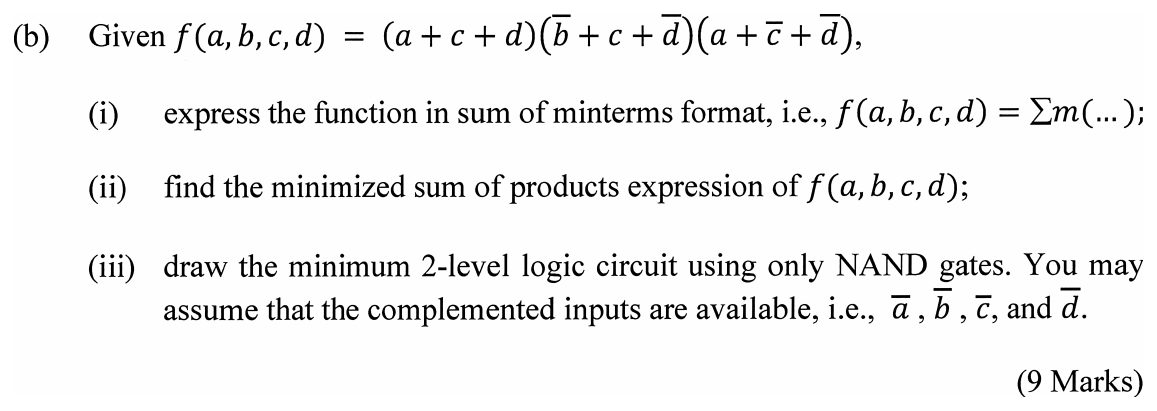 (b) Given f(a, b, c, d) = (a + c + d)(b̅ + c + d̅)(a + c̅ + d̅),
(i) express the function in sum of minterms format, i.e., f(a, b, c, d) = ∑m(...);
(ii) find the minimized sum of products expression of f(a, b, c, d);
(iii) draw the minimum 2-level logic circuit using only NAND gates. You may
assume that the complemented inputs are available, i.e., a̅ , b̅ , c̅, and d̅.
(9 Marks)